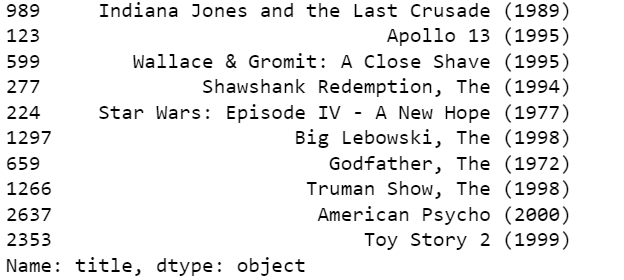 989 Indiana Jones and the Last Crusade (1989)
123 Apollo 13 (1995)
599 Wallace & Gromit: A Close Shave (1995)
277 Shawshank Redemption, The (1994)
224 Star Wars: Episode IV - A New Hope (1977)
1297 Big Lebowski, The (1998)
659 Godfather, The (1972)
1266 Truman Show, The (1998)
2637 American Psycho (2000)
2353 Toy Story 2 (1999)
Name: title, dtype: object